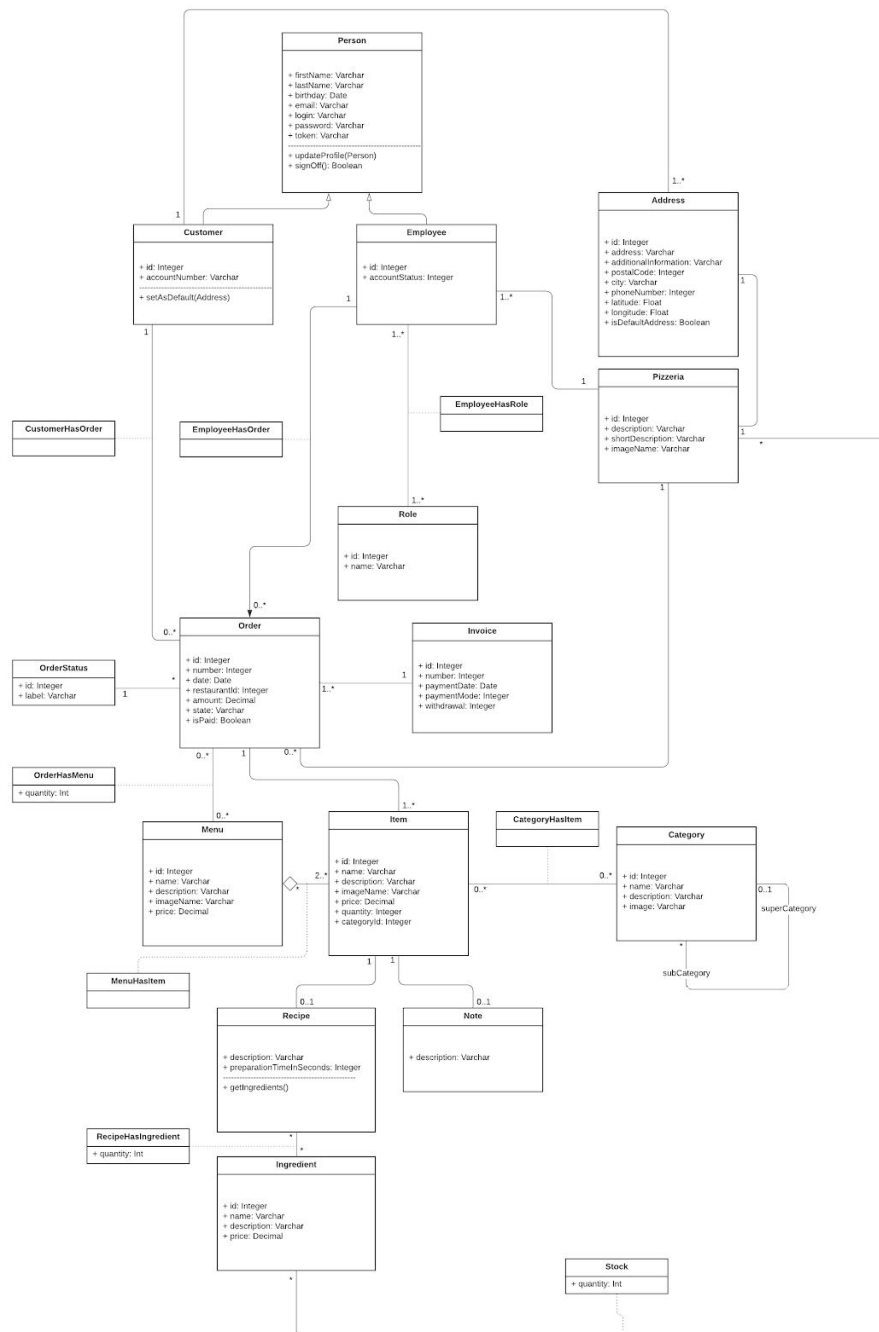 Person
+ firstName: Varchar
+ lastName: Varchar
+ birthday: Date
+ email: Varchar
+ login: Varchar
+ password: Varchar
+ token: Varchar
+ updateProfile(Person)
+ signOff(): Boolean
1
1..*
Customer
+ id: Integer
+ accountNumber: Varchar
+ setAsDefault(Address)
Employee
+ id: Integer
+ accountStatus: Integer
Address
+ id: Integer
+ address: Varchar
+ additionalInformation: Varchar
+ postalCode: Integer
+ city: Varchar
+ phoneNumber: Integer
+ latitude: Float
+ longitude: Float
+ isDefaultAddress: Boolean
1
1
1
1..*
1..*
1
Pizzeria
+ id: Integer
+ description: Varchar
+ shortDescription: Varchar
+ imageName: Varchar
1
*
1
CustomerHasOrder
EmployeeHasOrder
EmployeeHasRole
1..*
Role
+ id: Integer
+ name: Varchar
0..*
0..*
Order
+ id: Integer
+ number: Integer
+ date: Date
+ restaurantId: Integer
+ amount: Decimal
+ state: Varchar
+ isPaid: Boolean
Invoice
+ id: Integer
+ number: Integer
+ paymentDate: Date
+ paymentMode: Integer
+ withdrawal: Integer
OrderStatus
+ id: Integer
+ label: Varchar
1
*
1..*
1
0..*
1
0..*
OrderHasMenu
+ quantity: Int
0..*
1..*
Menu
+ id: Integer
+ name: Varchar
+ description: Varchar
+ imageName: Varchar
+ price: Decimal
*
2..*
Item
+ id: Integer
+ name: Varchar
+ description: Varchar
+ imageName: Varchar
+ price: Decimal
+ quantity: Integer
+ categoryId: Integer
CategoryHasItem
0..*
0..*
Category
+ id: Integer
+ name: Varchar
+ description: Varchar
+ image: Varchar
0..1
superCategory
*
subCategory
MenuHasItem
1
1
0..1
0..1
Recipe
+ description: Varchar
+ preparationTimeInSeconds: Integer
+ getIngredients()
Note
+ description: Varchar
RecipeHasIngredient
+ quantity: Int
*
*
Ingredient
+ id: Integer
+ name: Varchar
+ description: Varchar
+ price: Decimal
*
Stock
+ quantity: Int